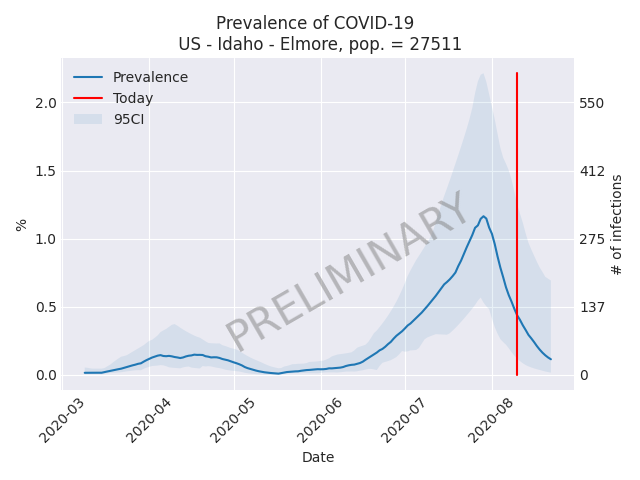 Prevalence of COVID-19
US - Idaho - Elmore, pop. = 27511
Prevalence
Today
95CI
2.0
1.5
1.0
0.5
0.0
%
550
412
275
137
0
# of infections
PRELIMINARY
2020-03
2020-04
2020-05
2020-06
2020-07
2020-08
Date